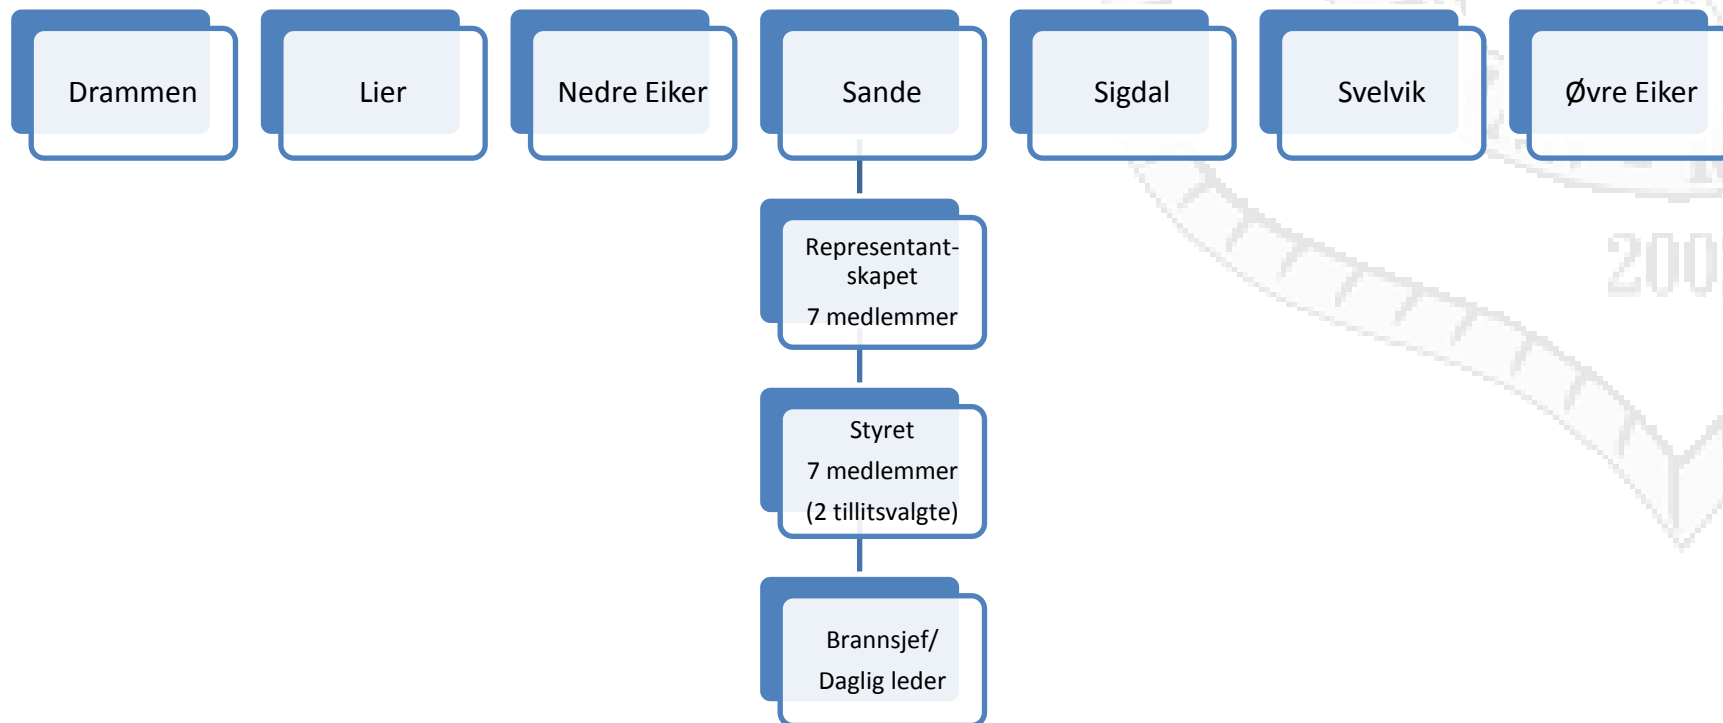 Drammen
Lier
Nedre Eiker
Sande
Sigdal
Svelvik
Øvre Eiker
Representant-
skapet
7 medlemmer
Styret
7 medlemmer
(2 tillitsvalgte)
Brannsjef/
Daglig leder